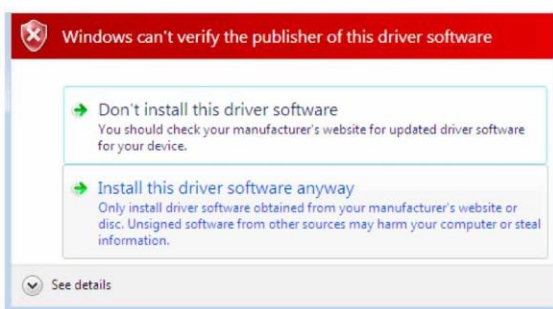 Windows can't verify the publisher of this driver software
Don't install this driver software
You should check your manufacturer's website for updated driver software
for your device.
Install this driver software anyway
Only install driver software obtained from your manufacturer's website or
disc. Unsigned software from other sources may harm your computer or steal
information.
See details